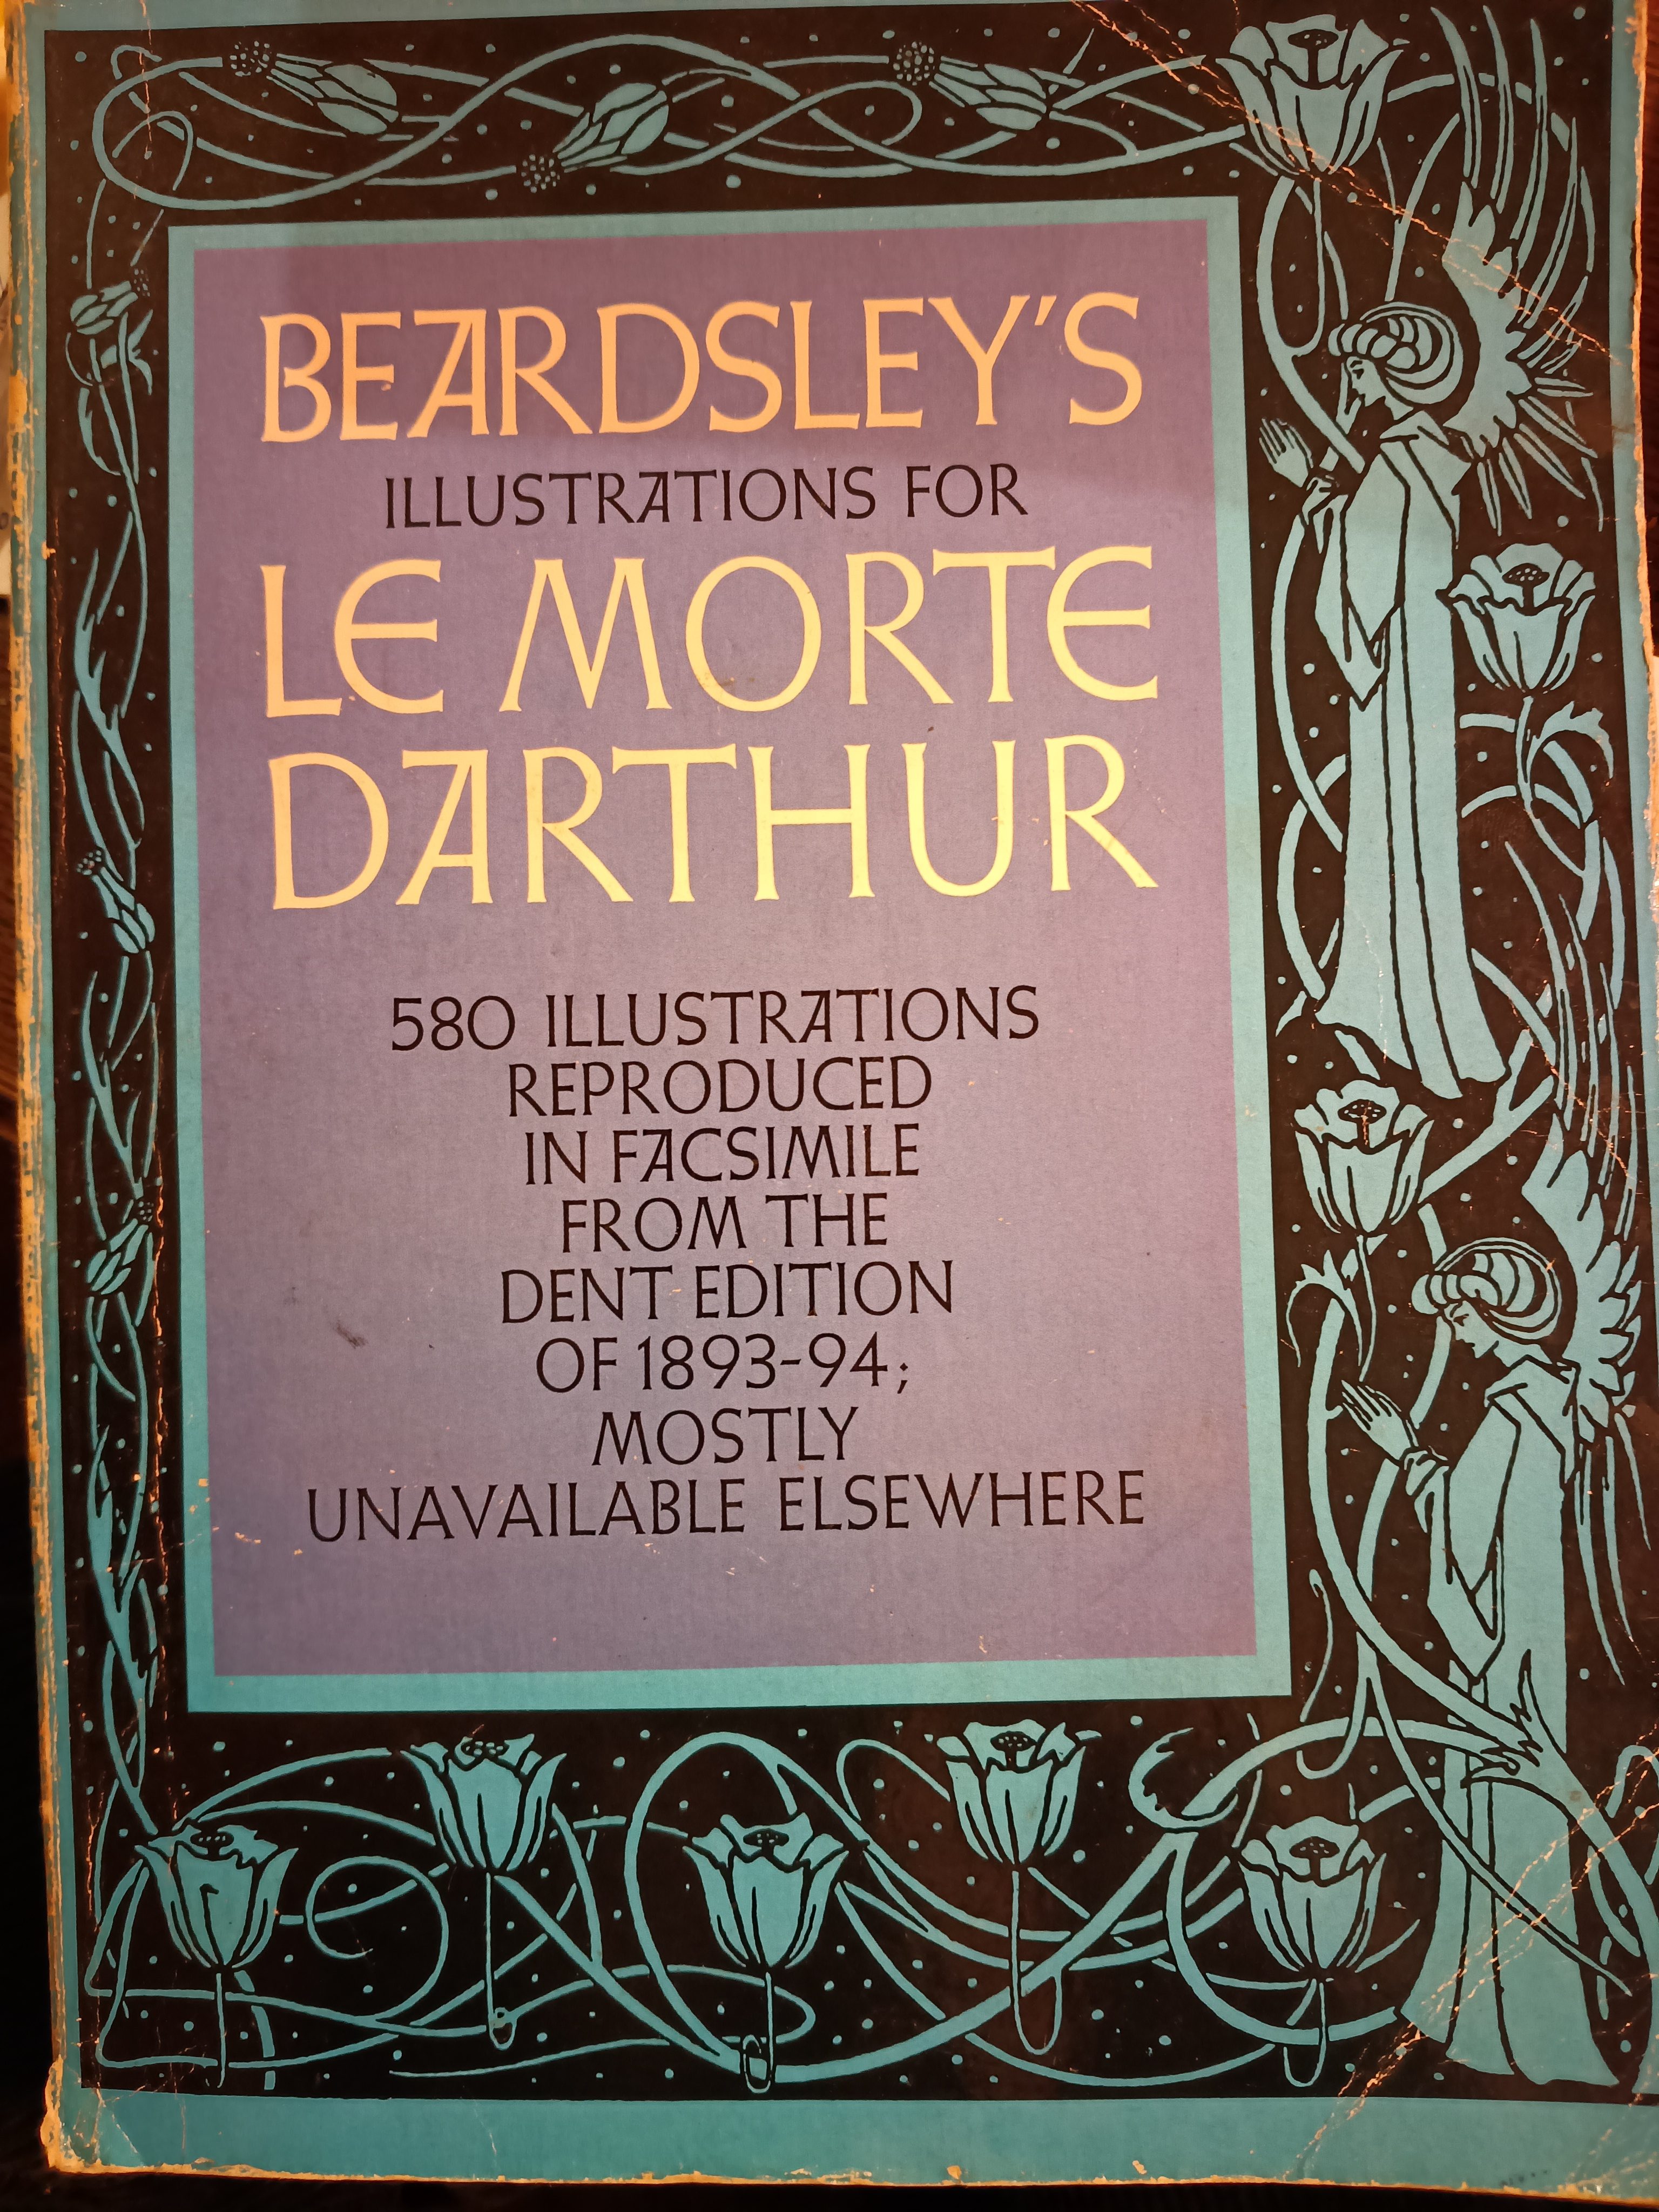 BEARDSLEY'S
ILLUSTRATIONS FOR
LE MORTE
DARTHUR
580 ILLUSTRATIONS
REPRODUCED
IN FACSIMILE
FROM THE
DENT EDITION
OF 1893-94;
MOSTLY
UNAVAILABLE ELSEWHERE